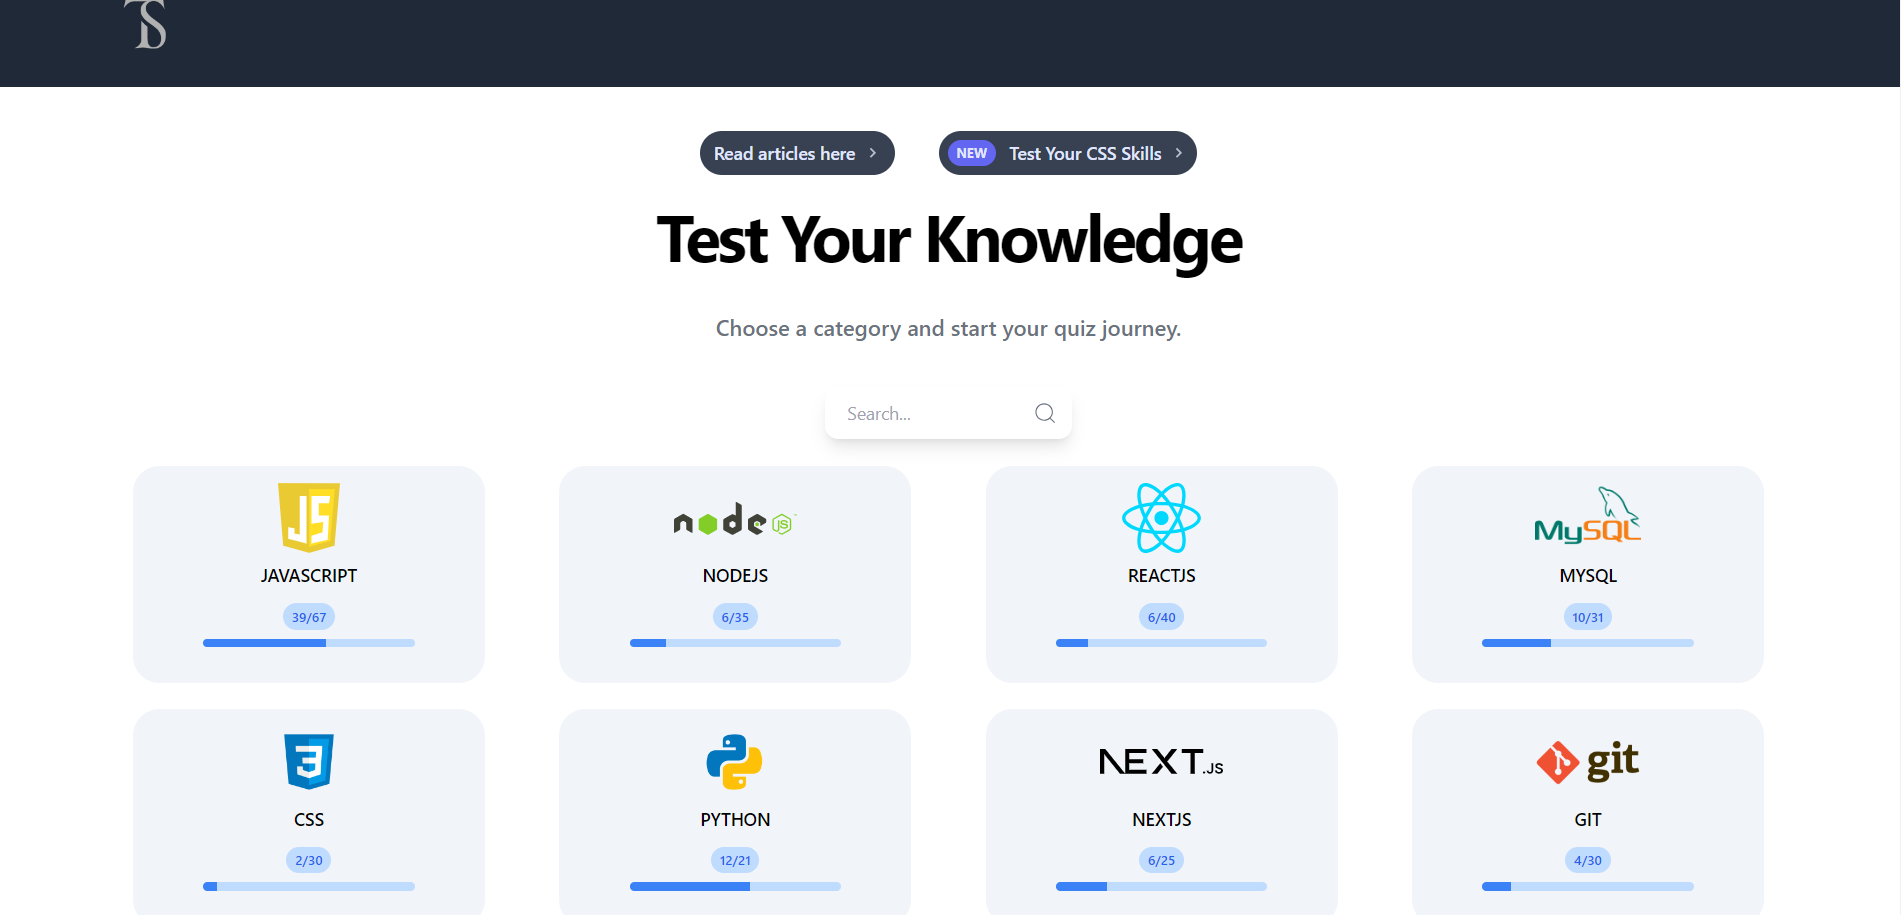 TS
Read articles here
NEW Test Your CSS Skills
Test Your Knowledge
Choose a category and start your quiz journey.
Search...
JS
JAVASCRIPT
39/67
node JS
NODEJS
6/35
REACTJS
6/40
MySQL
MYSQL
10/31
3
CSS
2/30
PYTHON
12/21
NEXT.JS
NEXTJS
6/25
git
GIT
4/30